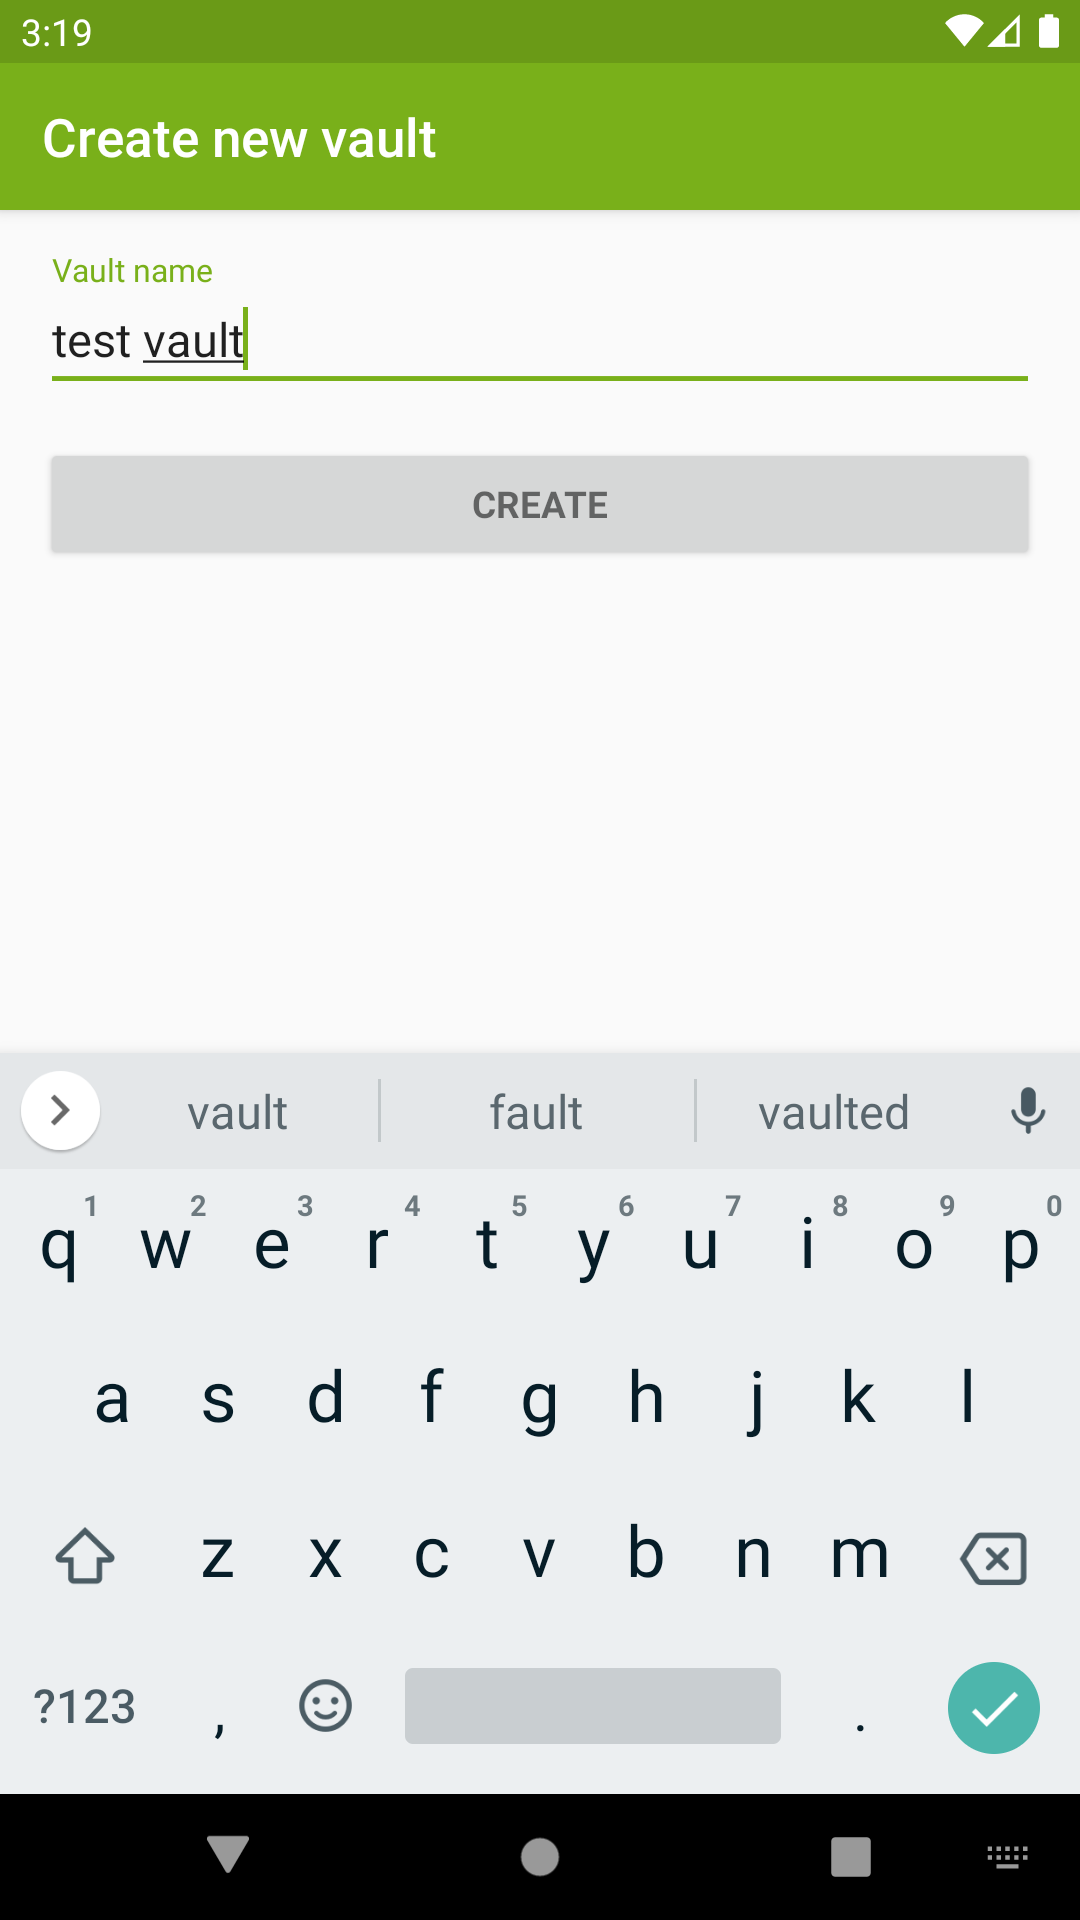 3:19
Create new vault
Vault name
test vault
CREATE
vault fault vaulted
1 2 3 4 5 6 7 8 9 0
q w e r t y u i o p
a s d f g h j k l
z x c v b n m
?123 , .